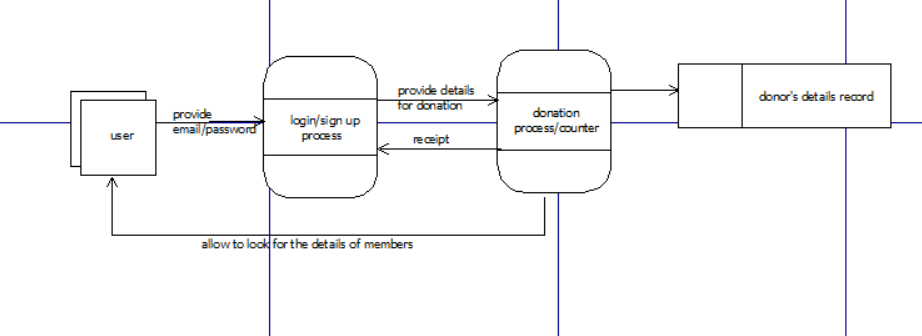 user
provide
email/password
login/sign up
process
provide details
for donation
receipt
donation
process/counter
donor's details record
allow to look for the details of members